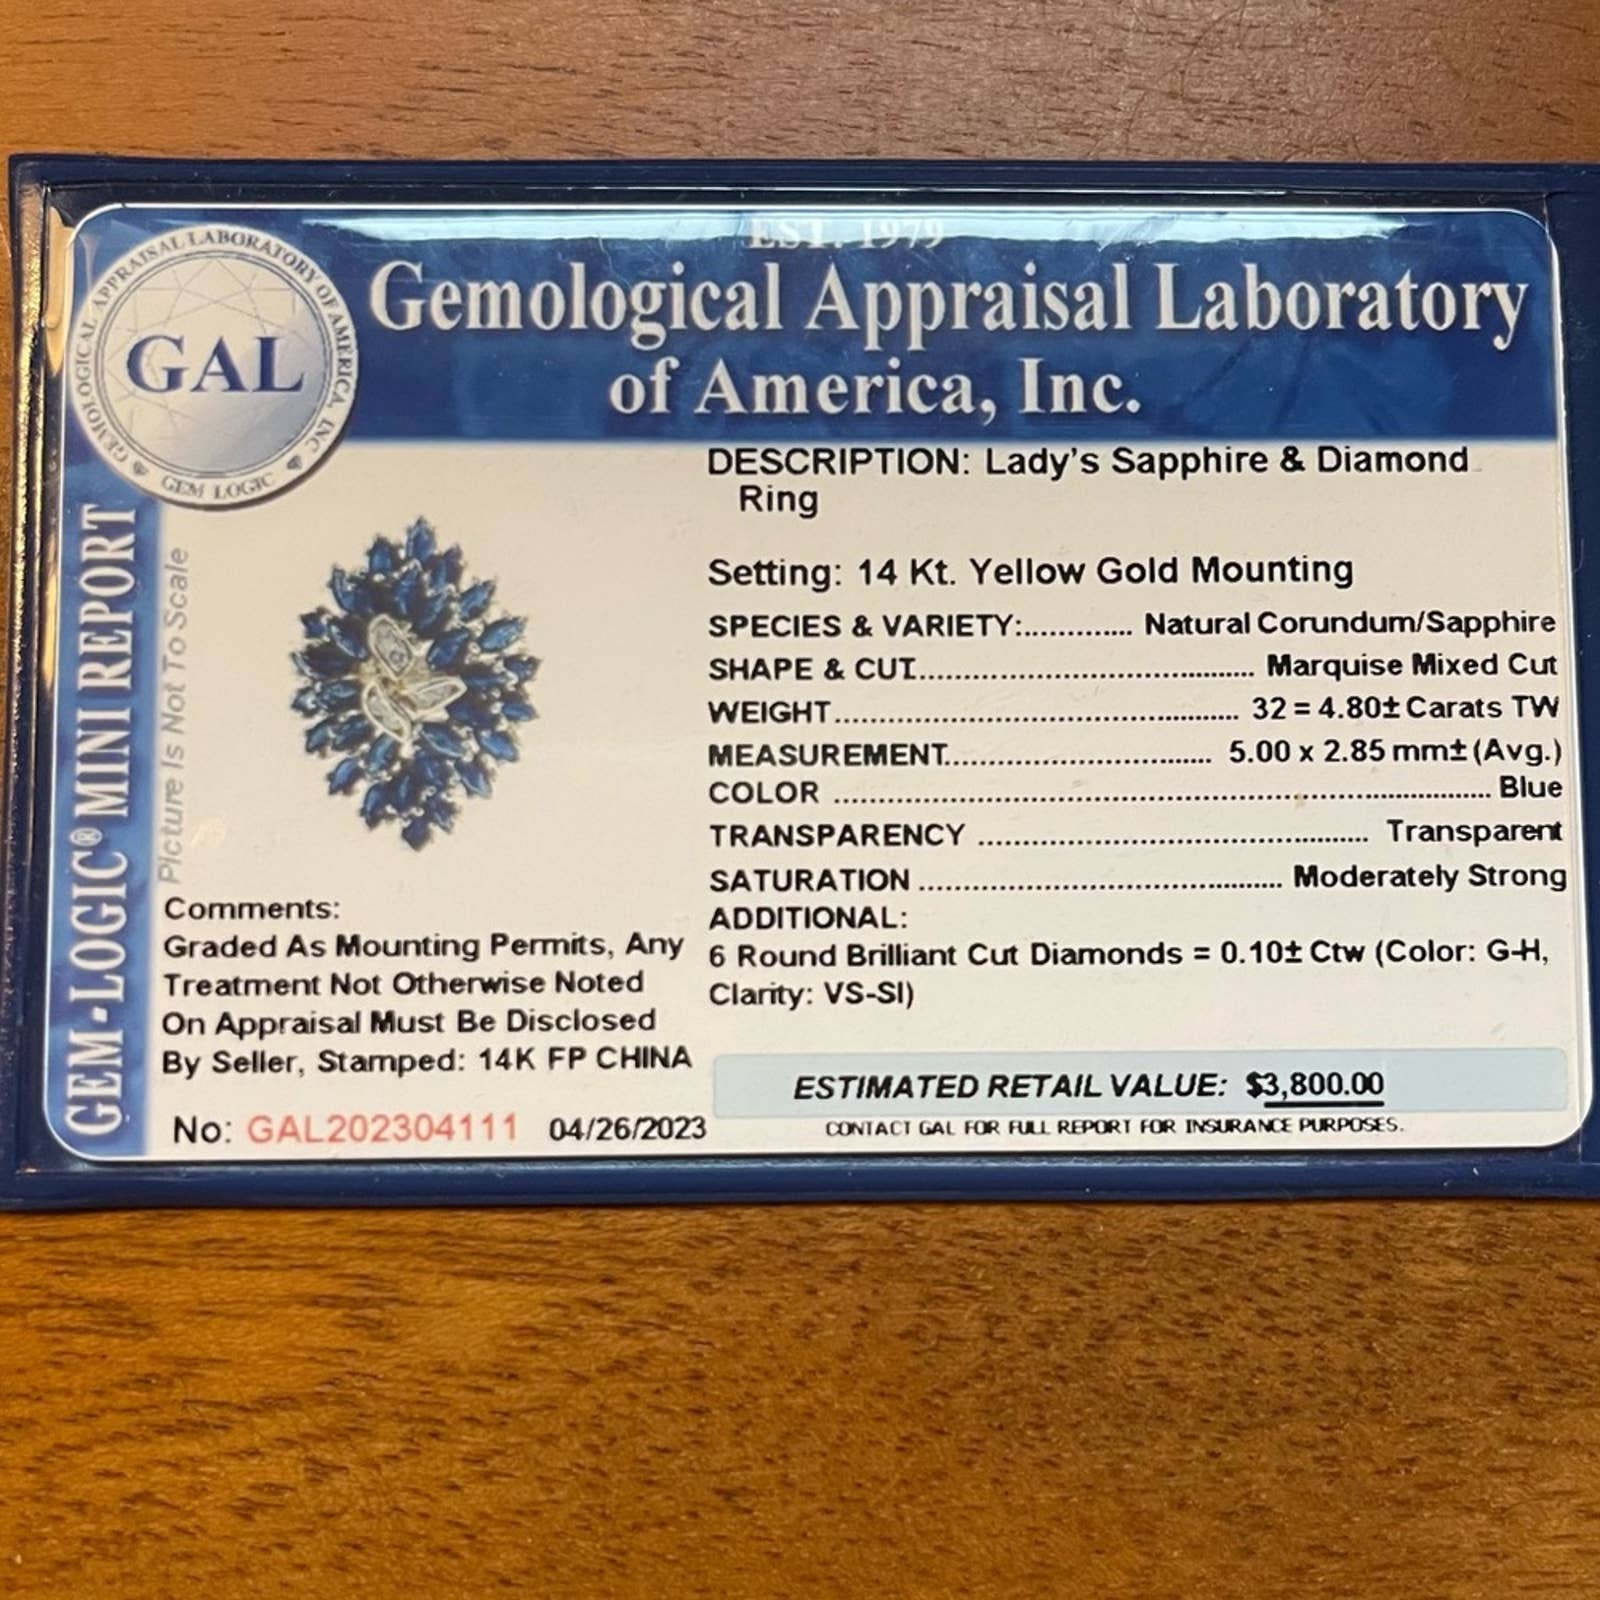 EST. 1979
Gemological Appraisal Laboratory
of America, Inc.
GEMOLOGICAL APPRAISAL LABORATORY OF AMERICA, INC
GAL
GEM LOGIC
GEM-LOGIC® MINI REPORT
Picture Is Not To Scale
DESCRIPTION: Lady's Sapphire & Diamond
Ring
Setting: 14 Kt. Yellow Gold Mounting
SPECIES & VARIETY:............. Natural Corundum/Sapphire
SHAPE & CUT........................................ Marquise Mixed Cut
WEIGHT................................................ 32 = 4.80± Carats TW
MEASUREMENT................................ 5.00 x 2.85 mm± (Avg.)
COLOR ................................................................................ Blue
TRANSPARENCY ............................................... Transparent
SATURATION ............................................ Moderately Strong
ADDITIONAL:
6 Round Brilliant Cut Diamonds = 0.10± Ctw (Color: G-H,
Clarity: VS-SI)
Comments:
Graded As Mounting Permits, Any
Treatment Not Otherwise Noted
On Appraisal Must Be Disclosed
By Seller, Stamped: 14K FP CHINA
No: GAL202304111 04/26/2023
ESTIMATED RETAIL VALUE: $3,800.00
CONTACT GAL FOR FULL REPORT FOR INSURANCE PURPOSES.